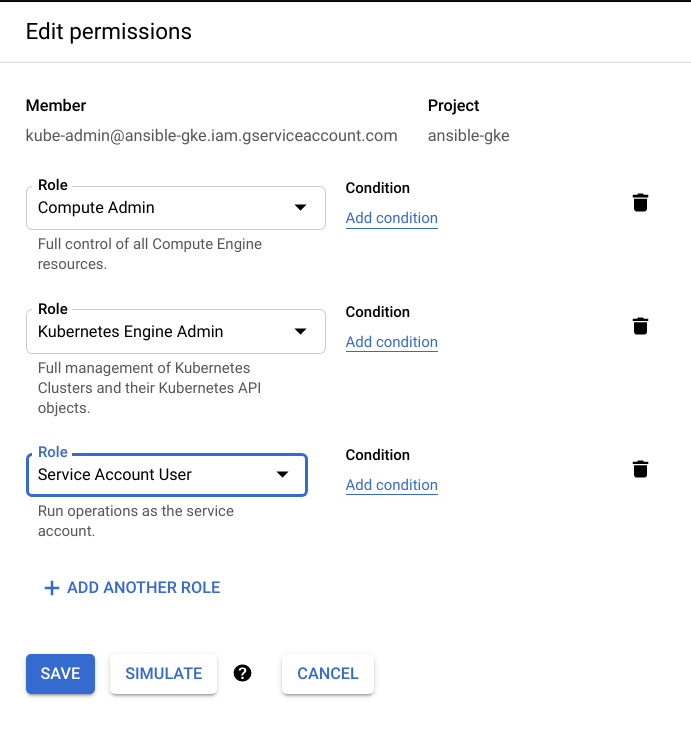 Edit permissions
Member
Project
kube-admin@ansible-gke.iam.gserviceaccount.com
ansible-gke
Role
Compute Admin
Condition
Add condition
Full control of all Compute Engine
resources.
Role
Kubernetes Engine Admin
Condition
Add condition
Full management of Kubernetes
Clusters and their Kubernetes API
objects.
Role
Service Account User
Condition
Add condition
Run operations as the service
account.
+ ADD ANOTHER ROLE
SAVE
SIMULATE
?
CANCEL